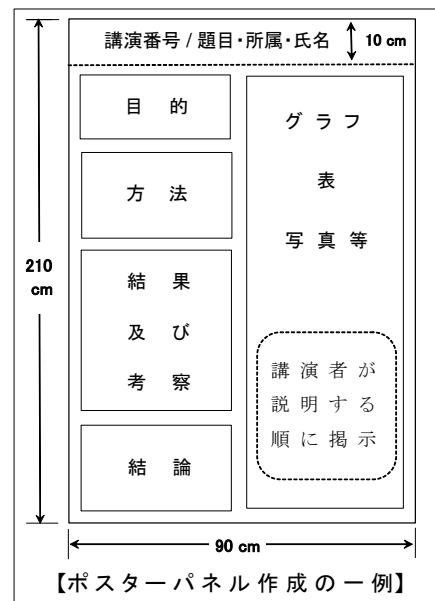 講演番号 / 題目・所属・氏名
10 cm
目 的
方 法
結 果
及 び
考 察
結 論
グ ラ フ
表
写 真 等
講 演 者 が
説 明 す る
順 に 掲 示
210
cm
90 cm
【ポスターパネル作成の一例】